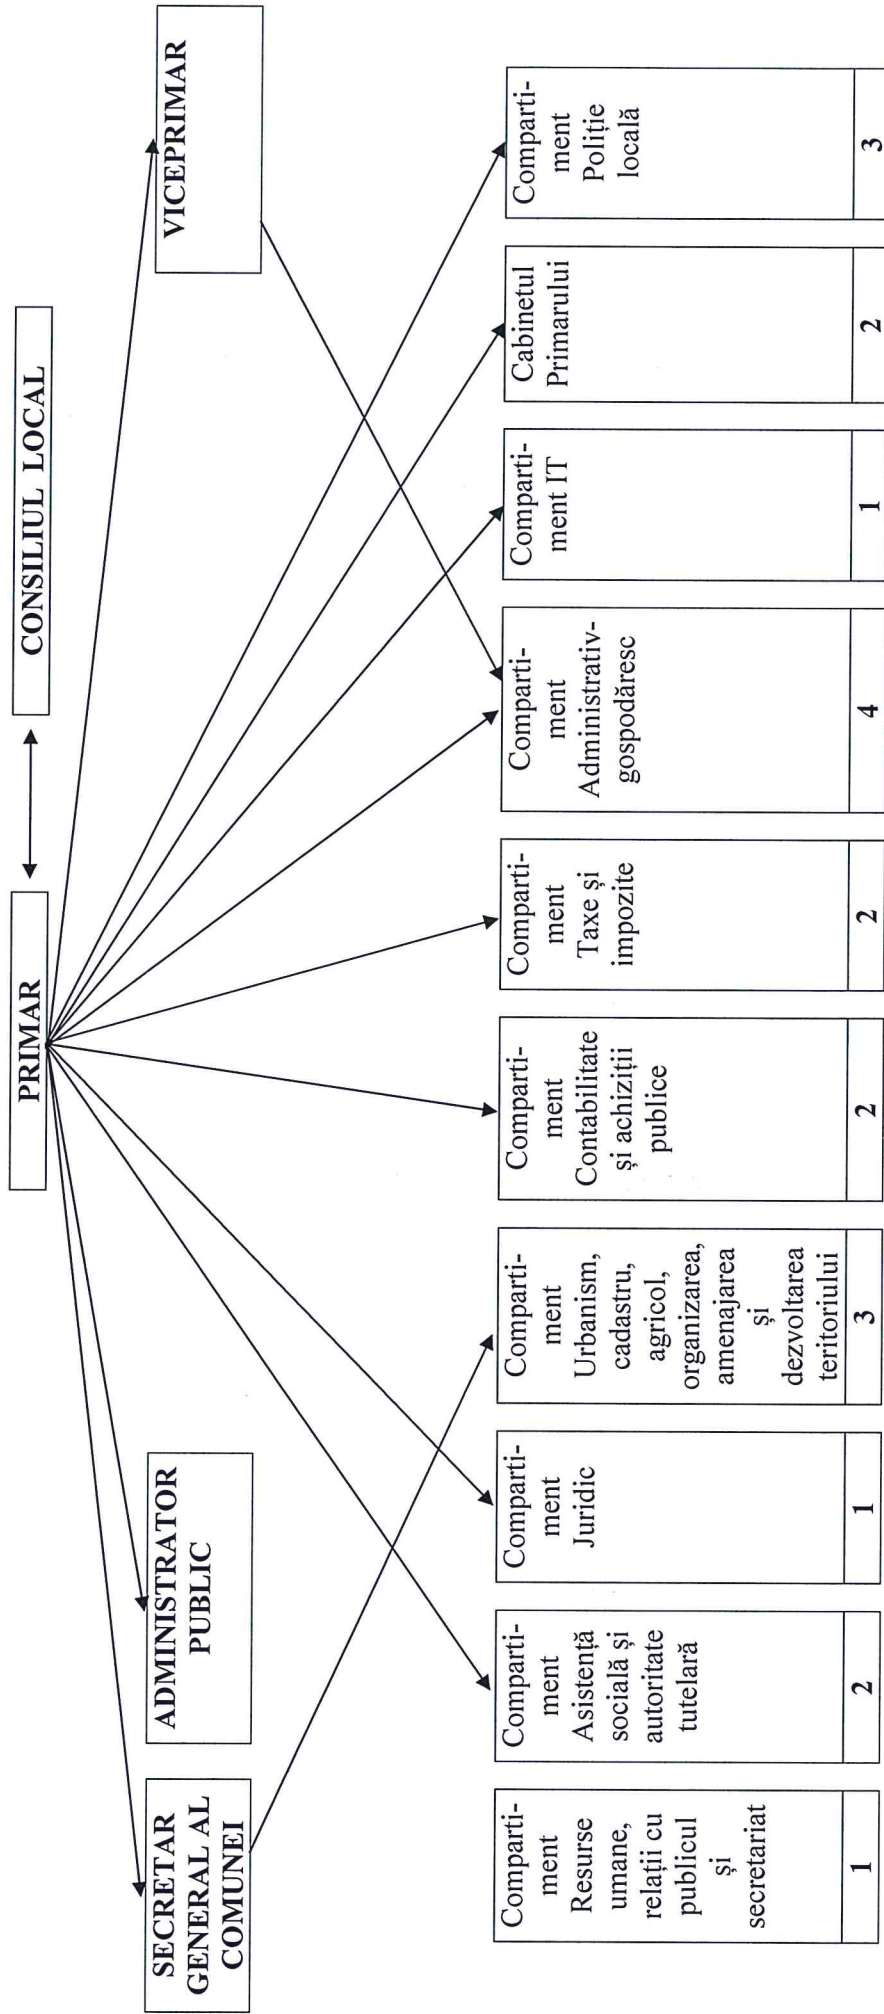 PRIMAR
CONSILIUL LOCAL
SECRETAR
GENERAL AL
COMUNEI
ADMINISTRATOR
PUBLIC
VICEPRIMAR
Comparti-
ment
Resurse
umane,
relații cu
publicul
și
secretariat
1
Comparti-
ment
Asistență
socială și
autoritate
tutelară
2
Comparti-
ment
Juridic
1
Comparti-
ment
Urbanism,
cadastru,
agricol,
organizarea,
amenajarea
și
dezvoltarea
teritoriului
3
Comparti-
ment
Contabilitate
și achiziții
publice
2
Comparti-
ment
Taxe și
impozite
2
Comparti-
ment
Administrativ-
gospodăresc
4
Comparti-
ment IT
1
Cabinetul
Primarului
2
Comparti-
ment
Poliție
locală
3